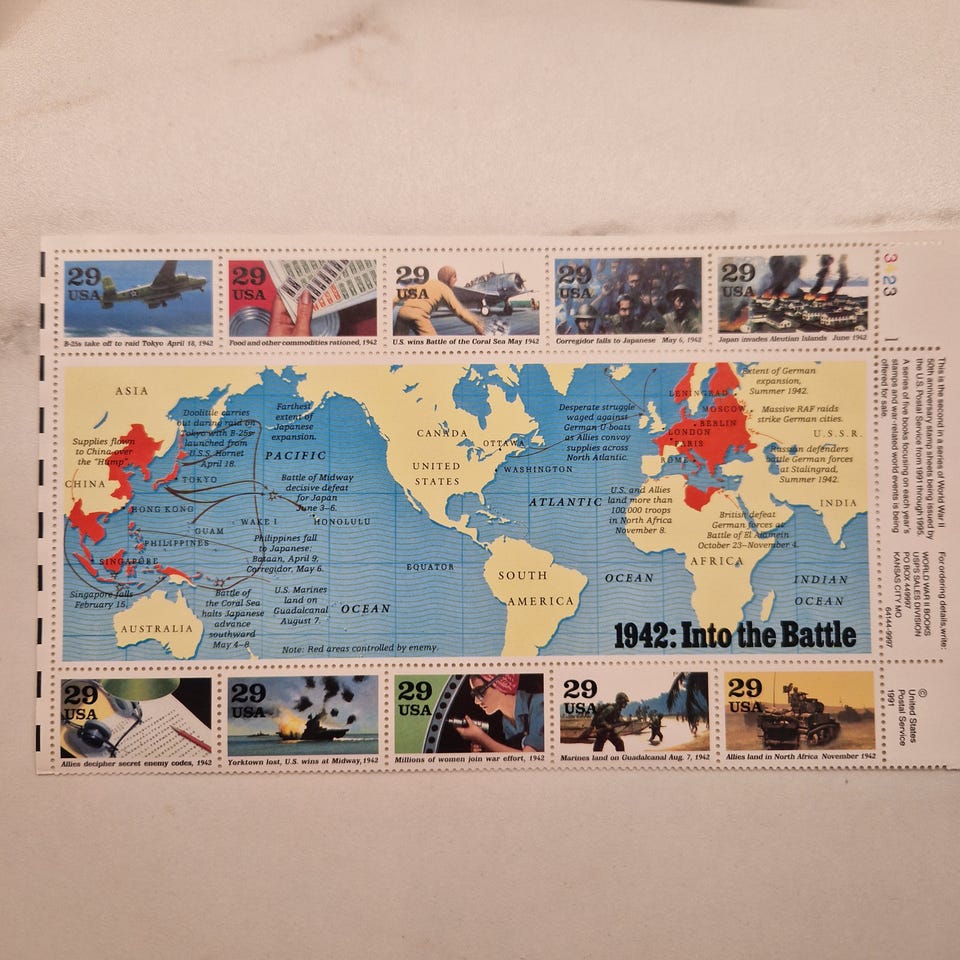 29
USA
B-25s take off to raid Tokyo April 18, 1942
29
USA
Food and other commodities rationed, 1942
29
USA
U.S. wins Battle of the Coral Sea May 1942
29
USA
Corregidor falls to Japanese May 6, 1942
29
USA
Japan invades Aleutian Islands June 1942
3 23 1
ASIA
Supplies flown
to China over
the "Hump"
CHINA
Doolittle carries
out daring raid on
Tokyo with B-25s
launched from
U.S.S. Hornet
April 18.
TOKYO
HONG KONG
GUAM
PHILIPPINES
SINGAPORE
Singapore falls
February 15.
AUSTRALIA
Farthest
extent of
Japanese
expansion.
PACIFIC
Battle of Midway
decisive defeat
for Japan
June 3–6.
WAKE I
HONOLULU
Philippines fall
to Japanese:
Bataan, April 9;
Corregidor, May 6.
Battle of
the Coral Sea
halts Japanese
advance
southward
May 4–8
U.S. Marines
land on
Guadalcanal
August 7.
OCEAN
Note: Red areas controlled by enemy.
CANADA
OTTAWA
UNITED
STATES
WASHINGTON
EQUATOR
SOUTH
AMERICA
Desperate struggle
waged against
German U-boats
as Allies convoy
supplies across
North Atlantic.
ATLANTIC
OCEAN
U.S. and Allies
land more than
100,000 troops
in North Africa
November 8.
Extent of German
expansion,
Summer 1942.
LENINGRAD
MOSCOW
BERLIN
LONDON
PARIS
ROME
Massive RAF raids
strike German cities.
U.S.S.R.
Russian defenders
battle German forces
at Stalingrad,
Summer 1942.
INDIA
British defeat
German forces at
Battle of El Alamein
October 23–November 4.
AFRICA
INDIAN
OCEAN
1942: Into the Battle
This is the second in a series of World War II
50th anniversary stamp sheets being issued by
the U.S. Postal Service from 1991 through 1995.
A series of five books focusing on each year's
stamps and war-related world events is being
offered for sale.
For ordering details, write:
WORLD WAR II BOOKS
USPS SALES DIVISION
PO BOX 449997
KANSAS CITY MO
64144-9997
©
United States
Postal Service
1991
29
USA
Allies decipher secret enemy codes, 1942
29
USA
Yorktown lost, U.S. wins at Midway, 1942
29
USA
Millions of women join war effort, 1942
29
USA
Marines land on Guadalcanal Aug. 7, 1942
29
USA
Allies land in North Africa November 1942